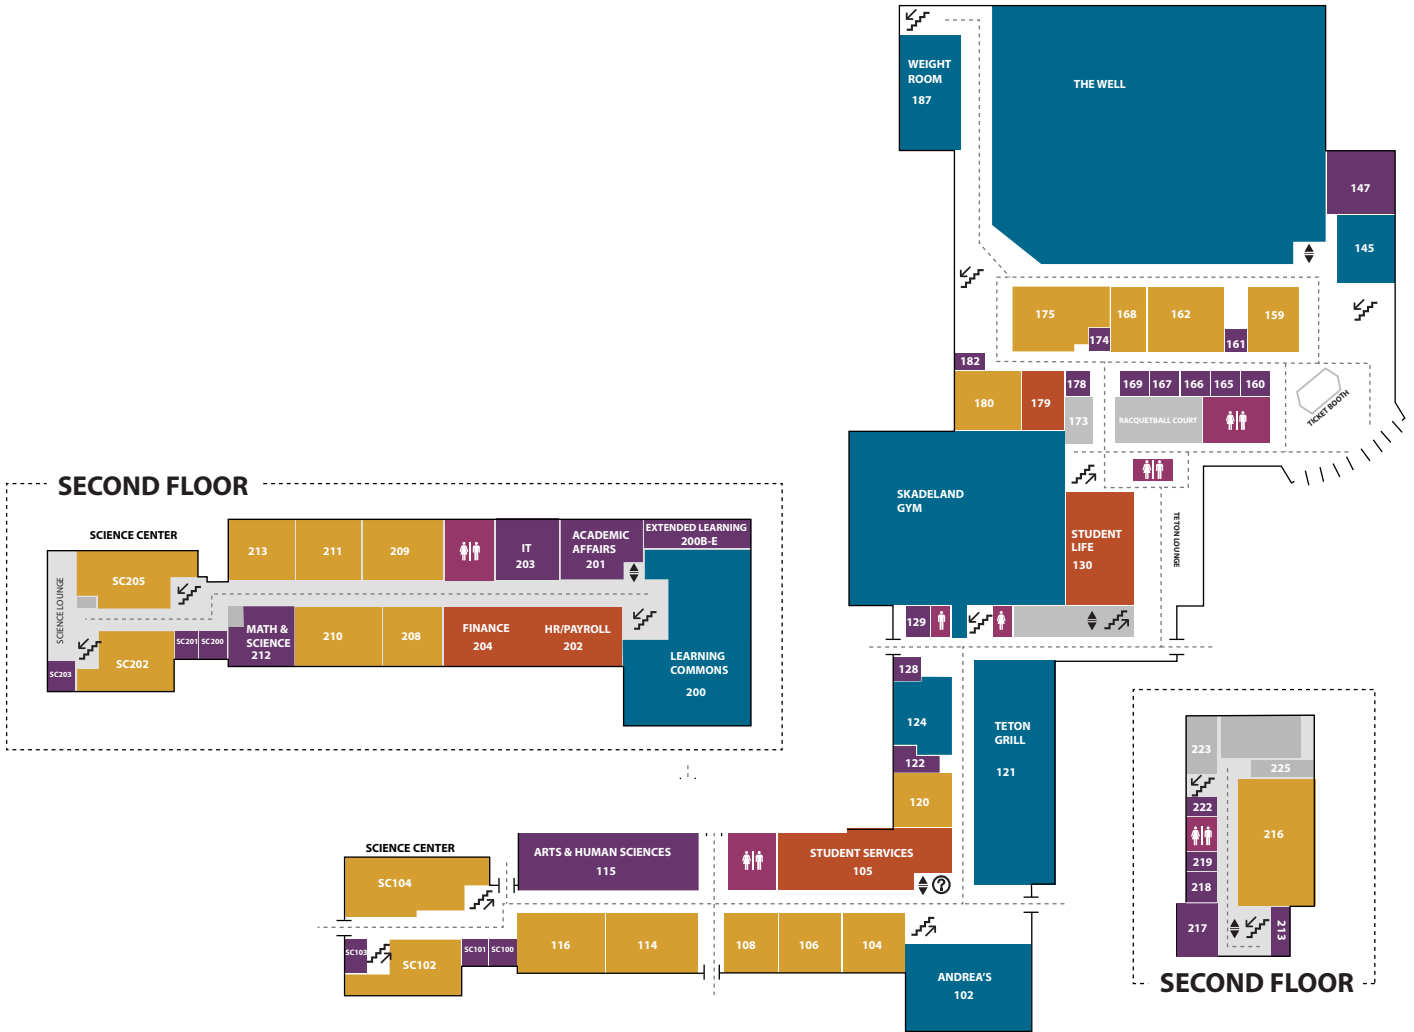 WEIGHT
ROOM
187
THE WELL
147
145
175
174
168
162
161
159
182
180
179
178
173
169
167
166
165
160
RACQUETBALL COURT
TICKET BOOTH
SKADELAND
GYM
STUDENT
LIFE
130
TETON LOUNGE
129
128
124
122
120
TETON
GRILL
121
STUDENT SERVICES
105
ARTS & HUMAN SCIENCES
115
SCIENCE CENTER
SC104
SC103
SC102
SC101
SC100
116
114
108
106
104
ANDREA'S
102
SECOND FLOOR
SCIENCE CENTER
SCIENCE LOUNGE
SC205
SC203
SC202
SC201
SC200
213
211
209
IT
203
ACADEMIC
AFFAIRS
201
EXTENDED LEARNING
200B-E
MATH &
SCIENCE
212
210
208
FINANCE
204
HR/PAYROLL
202
LEARNING
COMMONS
200
223
225
222
216
219
218
217
213
SECOND FLOOR